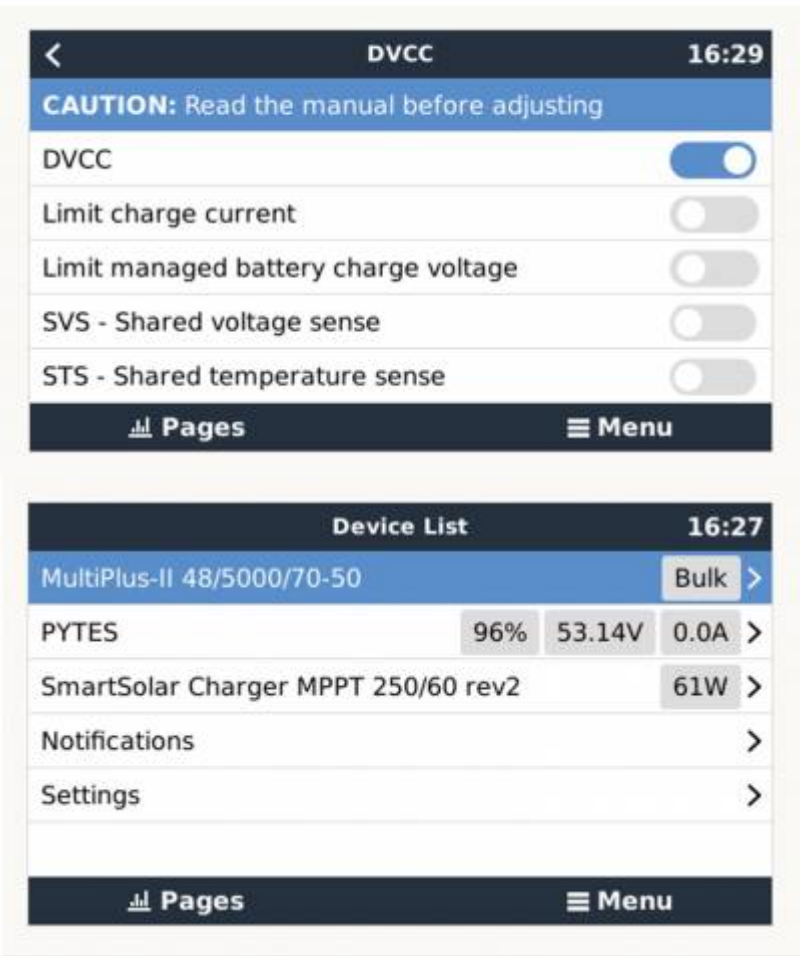 DVCC 16:29
CAUTION: Read the manual before adjusting
DVCC
Limit charge current
Limit managed battery charge voltage
SVS - Shared voltage sense
STS - Shared temperature sense
Pages Menu
Device List 16:27
MultiPlus-II 48/5000/70-50 Bulk
PYTES 96% 53.14V 0.0A
SmartSolar Charger MPPT 250/60 rev2 61W
Notifications
Settings
Pages Menu